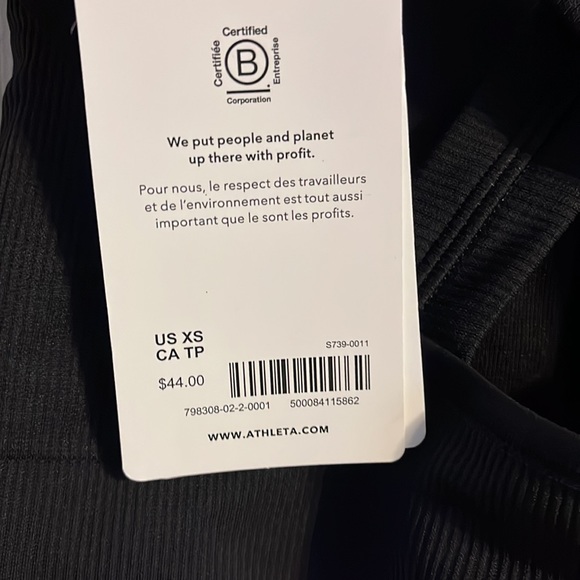 Certified
Certifiée
B
Entreprise
Corporation
We put people and planet
up there with profit.
Pour nous, le respect des travailleurs
et de l'environnement est tout aussi
important que le sont les profits.
US XS
CA TP
S739-0011
$44.00
798308-02-2-0001 500084115862
WWW.ATHLETA.COM